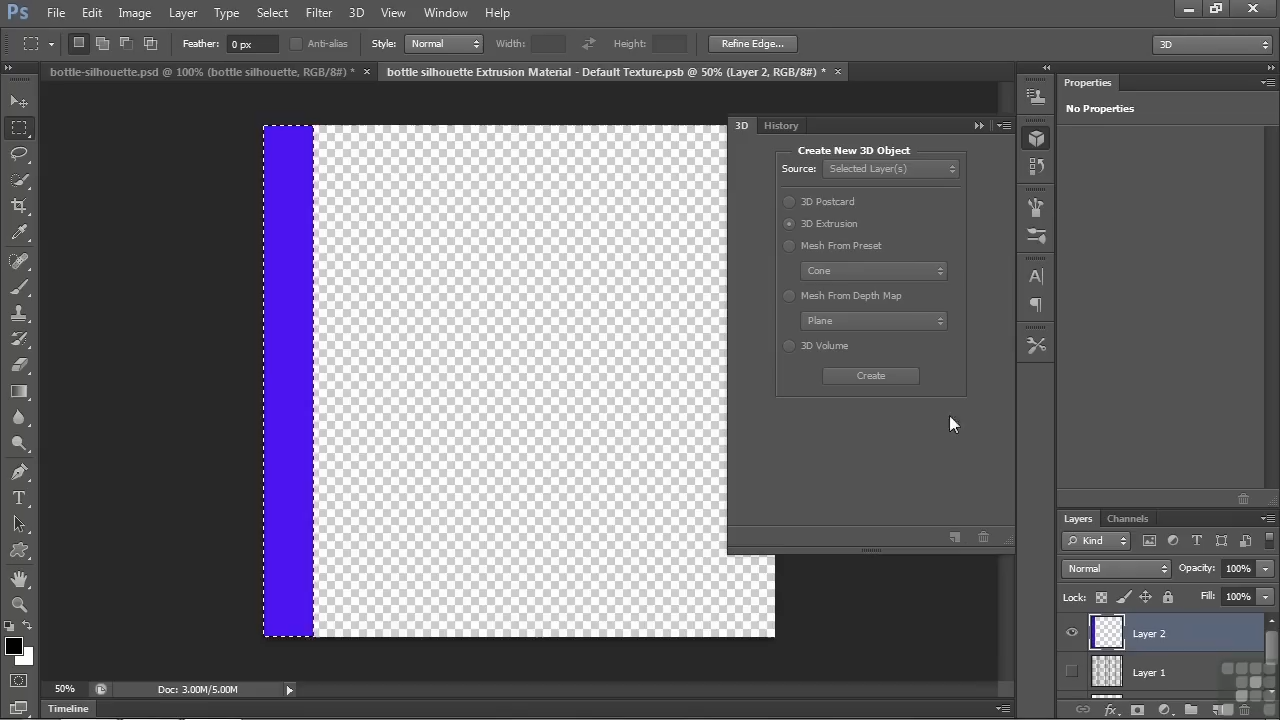 Ps File Edit Image Layer Type Select Filter 3D View Window Help
Feather: 0 px Anti-alias Style: Normal Width: Height: Refine Edge... 3D
bottle-silhouette.psd @ 100% (bottle silhouette, RGB/8#) * × bottle silhouette Extrusion Material - Default Texture.psb @ 50% (Layer 2, RGB/8#) * ×
Properties
No Properties
3D History
Create New 3D Object
Source: Selected Layer(s)
3D Postcard
3D Extrusion
Mesh From Preset
Cone
Mesh From Depth Map
Plane
3D Volume
Create
Layers Channels
Kind
Normal Opacity: 100%
Lock: Fill: 100%
Layer 2
Layer 1
50% Doc: 3.00M/5.00M
Timeline